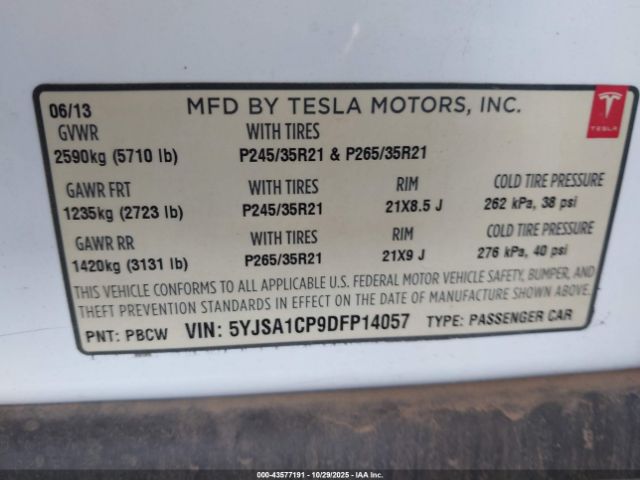 06/13 MFD BY TESLA MOTORS, INC.
TESLA
GVWR WITH TIRES
2590kg (5710 lb) P245/35R21 & P265/35R21
GAWR FRT WITH TIRES RIM COLD TIRE PRESSURE
1235kg (2723 lb) P245/35R21 21X8.5 J 262 kPa, 38 psi
GAWR RR WITH TIRES RIM COLD TIRE PRESSURE
1420kg (3131 lb) P265/35R21 21X9 J 276 kPa, 40 psi
THIS VEHICLE CONFORMS TO ALL APPLICABLE U.S. FEDERAL MOTOR VEHICLE SAFETY, BUMPER, AND
THEFT PREVENTION STANDARDS IN EFFECT ON THE DATE OF MANUFACTURE SHOWN ABOVE.
PNT: PBCW VIN: 5YJSA1CP9DFP14057 TYPE: PASSENGER CAR
000-43577191 - 10/29/2025 - IAA Inc.